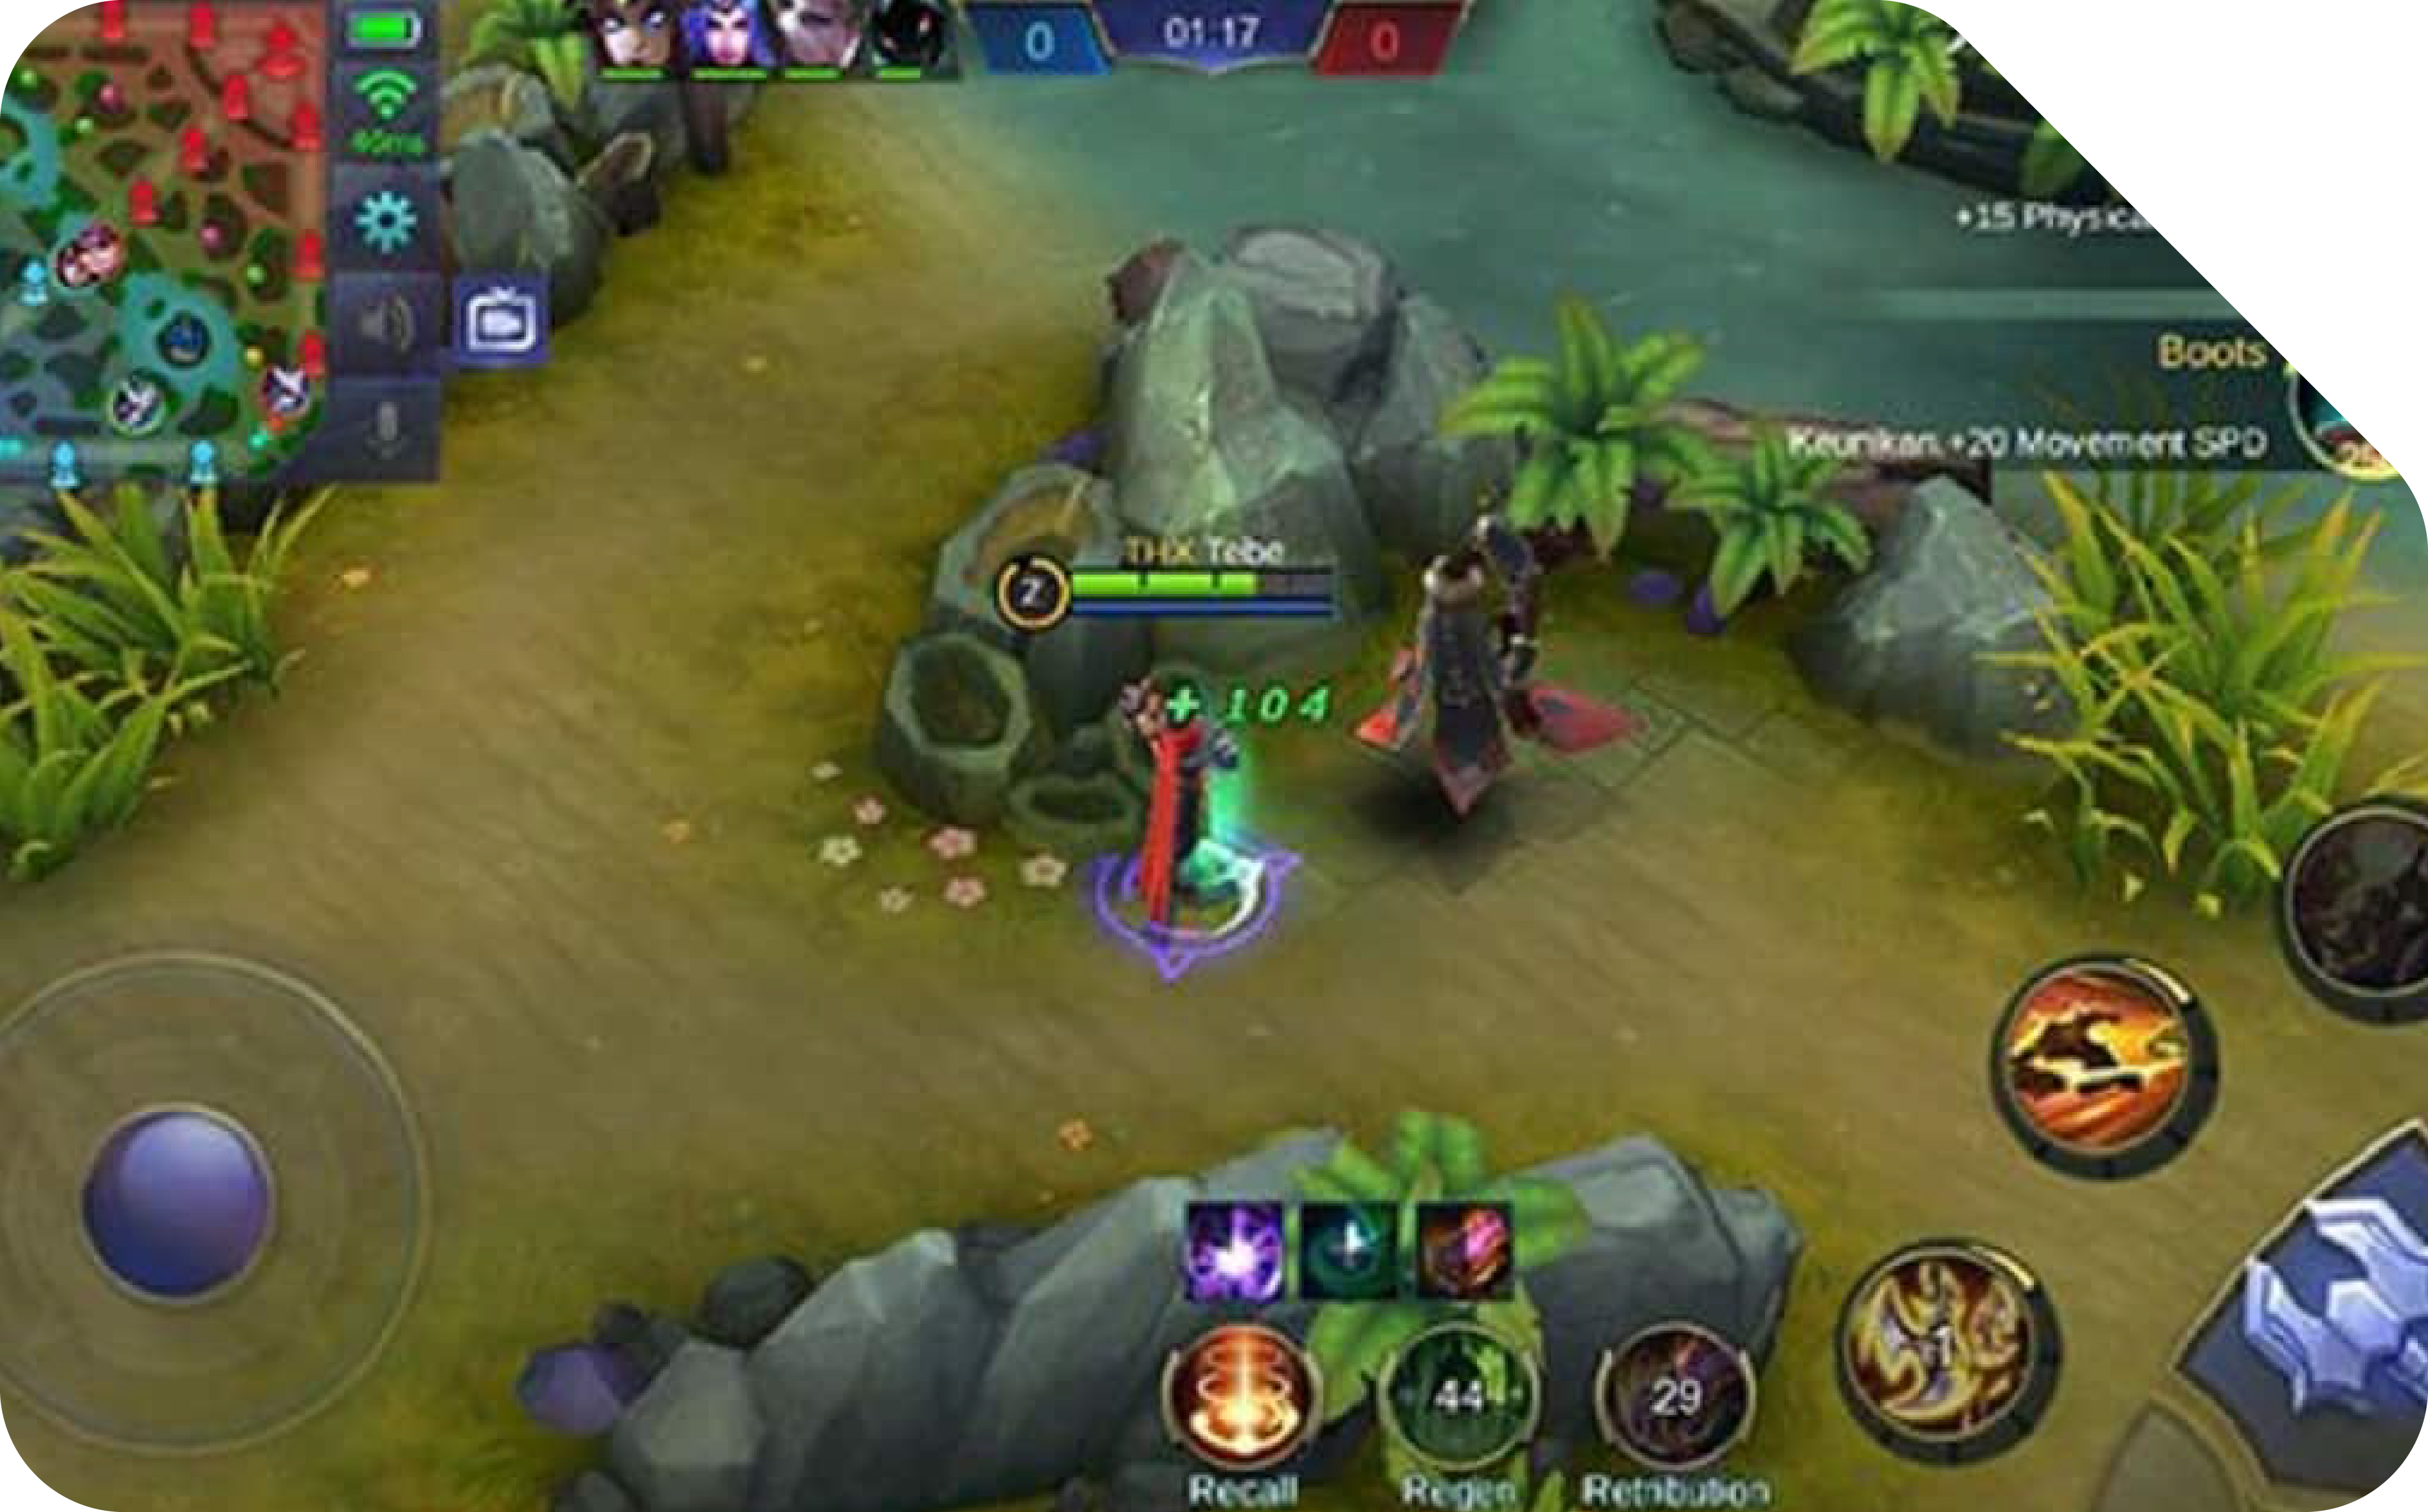 0
01:17
0
+15 Physica
Boots
Keunikan +20 Movement SPD
THX Tebe
2
+ 104
1
44
29
Recall
Regen
Retribution